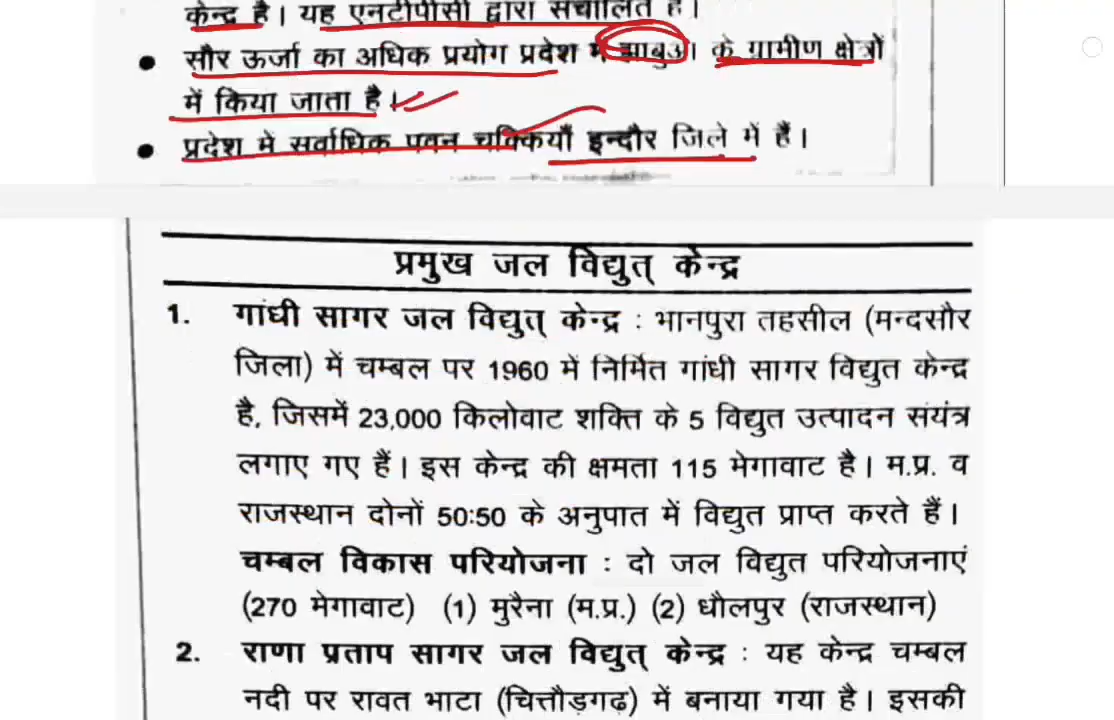 केन्द्र है। यह एनटीपीसी द्वारा संचालित है।
• सौर ऊर्जा का अधिक प्रयोग प्रदेश में झाबुआ के ग्रामीण क्षेत्रों
में किया जाता है।
• प्रदेश में सर्वाधिक पवन चक्कियाँ इन्दौर जिले में हैं।
प्रमुख जल विद्युत् केन्द्र
1. गांधी सागर जल विद्युत् केन्द्र : भानपुरा तहसील (मन्दसौर
जिला) में चम्बल पर 1960 में निर्मित गांधी सागर विद्युत केन्द्र
है, जिसमें 23,000 किलोवाट शक्ति के 5 विद्युत उत्पादन संयंत्र
लगाए गए हैं। इस केन्द्र की क्षमता 115 मेगावाट है। म.प्र. व
राजस्थान दोनों 50:50 के अनुपात में विद्युत प्राप्त करते हैं।
चम्बल विकास परियोजना : दो जल विद्युत परियोजनाएं
(270 मेगावाट) (1) मुरैना (म.प्र.) (2) धौलपुर (राजस्थान)
2. राणा प्रताप सागर जल विद्युत् केन्द्र : यह केन्द्र चम्बल
नदी पर रावत भाटा (चित्तौड़गढ़) में बनाया गया है। इसकी